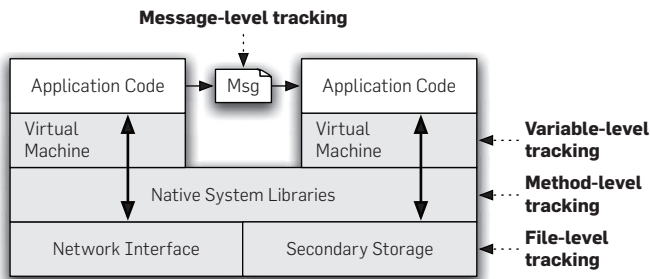 Message-level tracking
Application Code
Msg
Application Code
Virtual
Machine
Virtual
Machine
Variable-level
tracking
Native System Libraries
Method-level
tracking
Network Interface
Secondary Storage
File-level
tracking